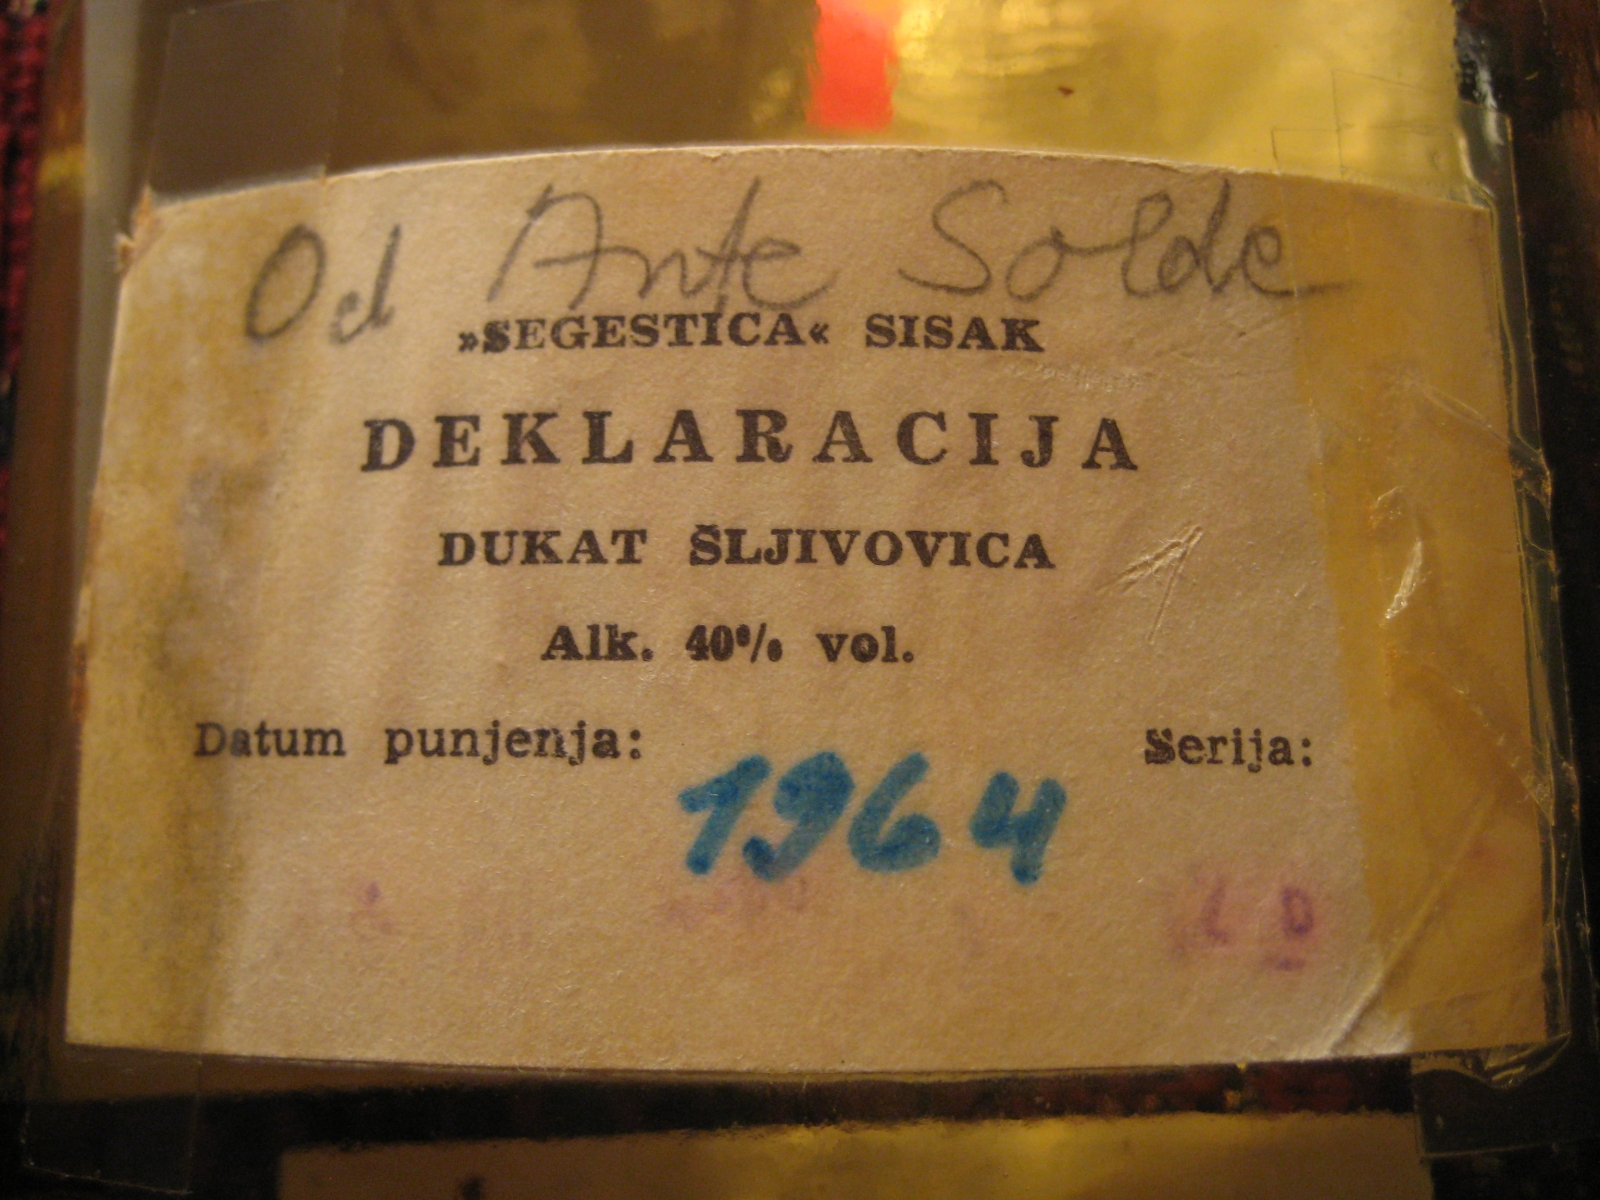 Od Ante Solde
»SEGESTICA« SISAK
DEKLARACIJA
DUKAT ŠLJIVOVICA
Alk. 40% vol.
Datum punjenja: Serija:
1964